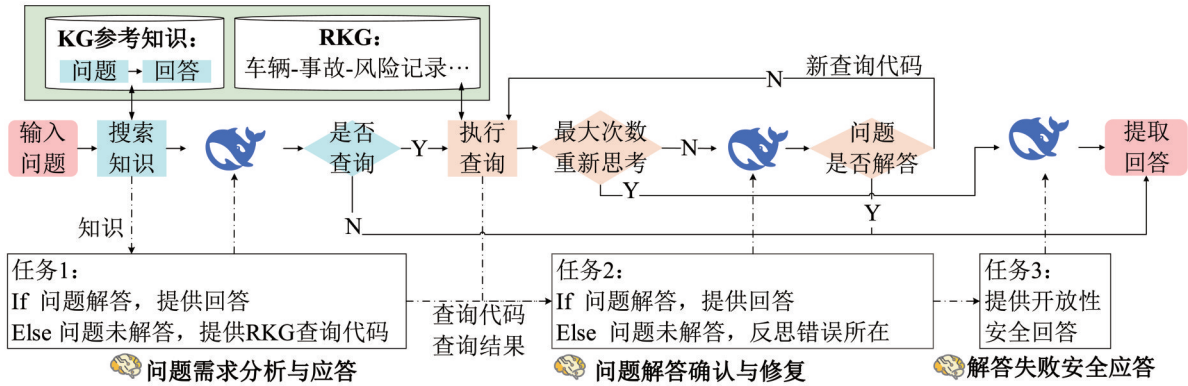 KG参考知识：
问题
回答
RKG：
车辆-事故-风险记录…
新查询代码
N
输入
问题
搜索
知识
是否
查询
Y
执行
查询
最大次数
重新思考
N
问题
是否解答
提取
回答
Y
Y
N
知识
任务1：
If 问题解答，提供回答
Else 问题未解答，提供RKG查询代码
查询代码
查询结果
任务2：
If 问题解答，提供回答
Else 问题未解答，反思错误所在
任务3：
提供开放性
安全回答
问题需求分析与应答
问题解答确认与修复
解答失败安全应答